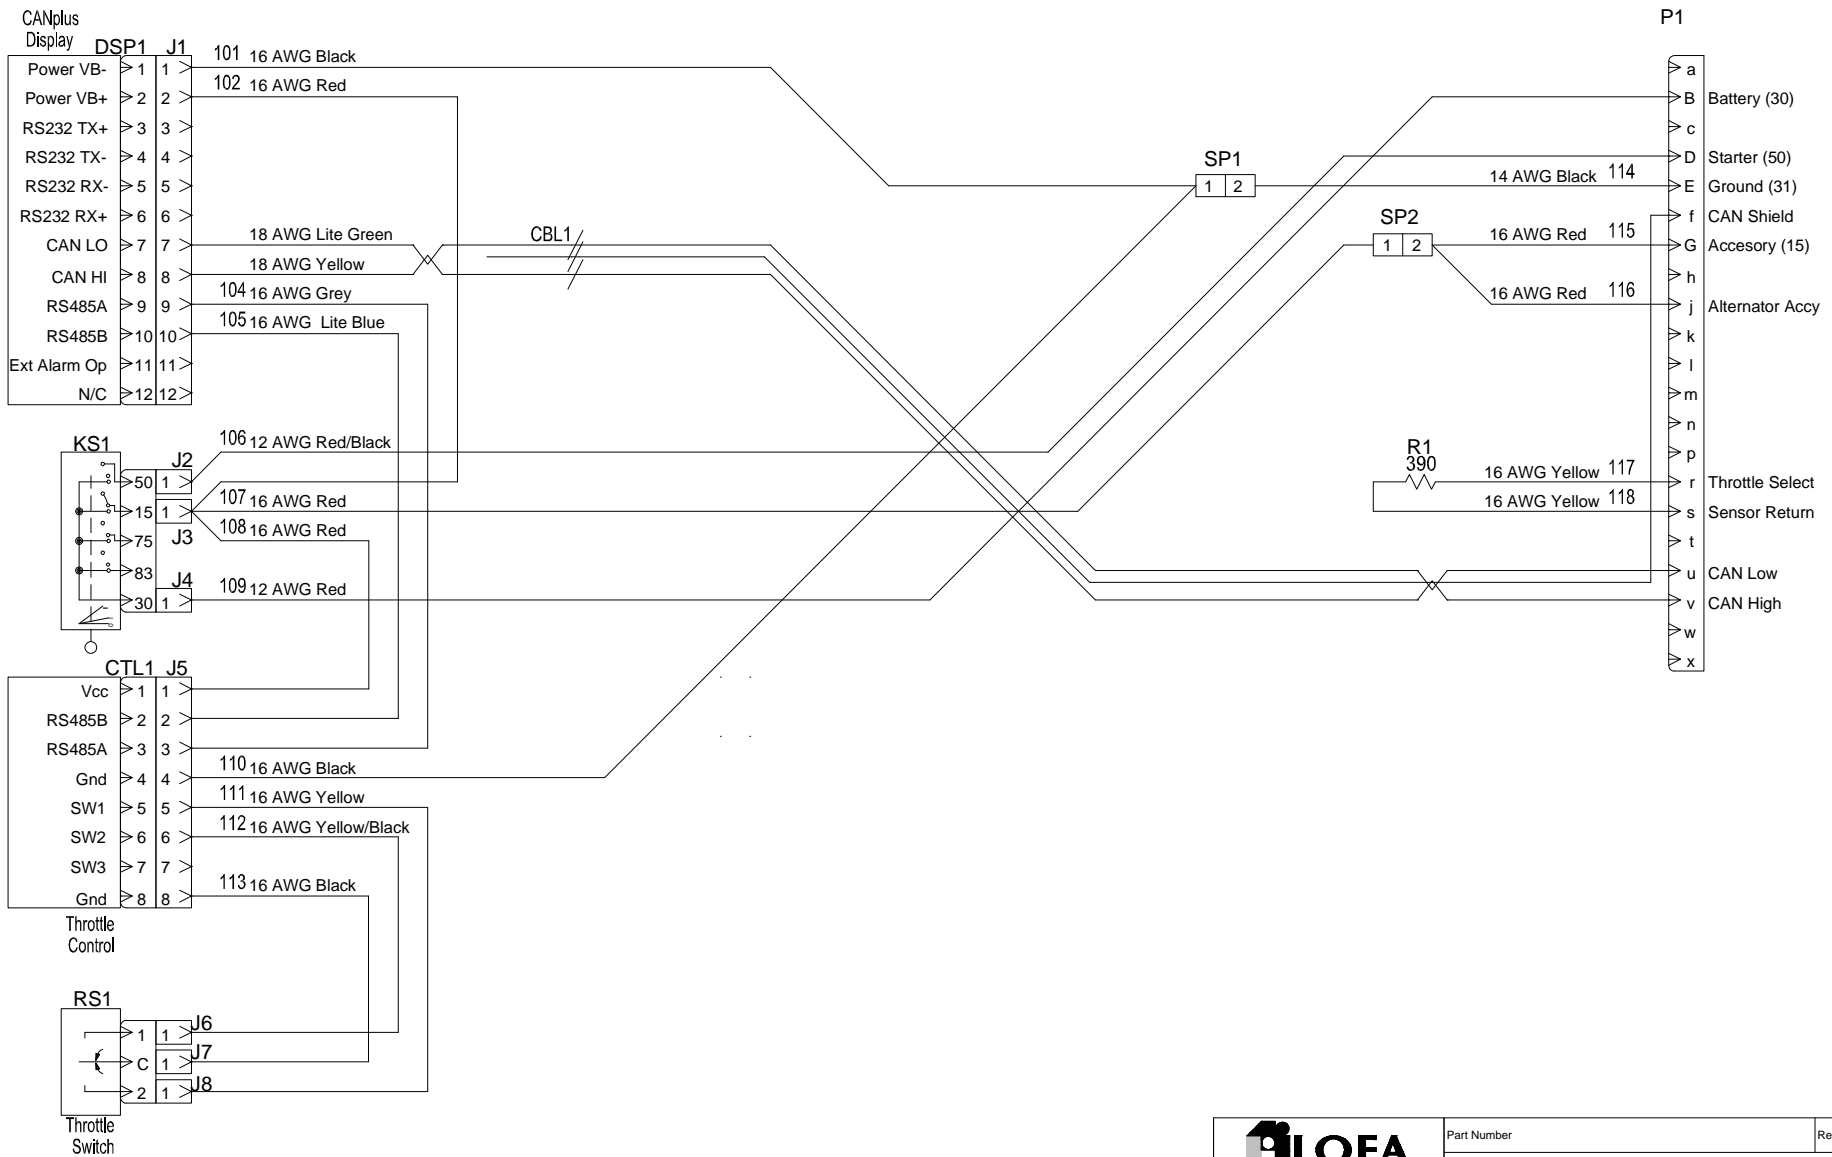 CANplus
Display
DSP1 J1
Power VB- 1 1 101 16 AWG Black
Power VB+ 2 2 102 16 AWG Red
RS232 TX+ 3 3
RS232 TX- 4 4
RS232 RX- 5 5
RS232 RX+ 6 6
CAN LO 7 7 18 AWG Lite Green
CAN HI 8 8 18 AWG Yellow
RS485A 9 9 104 16 AWG Grey
RS485B 10 10 105 16 AWG Lite Blue
Ext Alarm Op 11 11
N/C 12 12
CBL1
KS1
J2
50 1 106 12 AWG Red/Black
15 1 107 16 AWG Red
J3
75 108 16 AWG Red
83
J4
30 1 109 12 AWG Red
CTL1 J5
Vcc 1 1
RS485B 2 2
RS485A 3 3
Gnd 4 4 110 16 AWG Black
SW1 5 5 111 16 AWG Yellow
SW2 6 6 112 16 AWG Yellow/Black
SW3 7 7
Gnd 8 8 113 16 AWG Black
Throttle
Control
RS1
1 1 J6
C 1 J7
2 1 J8
Throttle
Switch
SP1
1 2
SP2
1 2
R1
390
P1
a
B Battery (30)
c
D Starter (50)
14 AWG Black 114 E Ground (31)
f CAN Shield
16 AWG Red 115 G Accesory (15)
h
16 AWG Red 116 j Alternator Accy
k
l
m
n
p
16 AWG Yellow 117 r Throttle Select
16 AWG Yellow 118 s Sensor Return
t
u CAN Low
v CAN High
w
x
LOFA
Part Number
Re